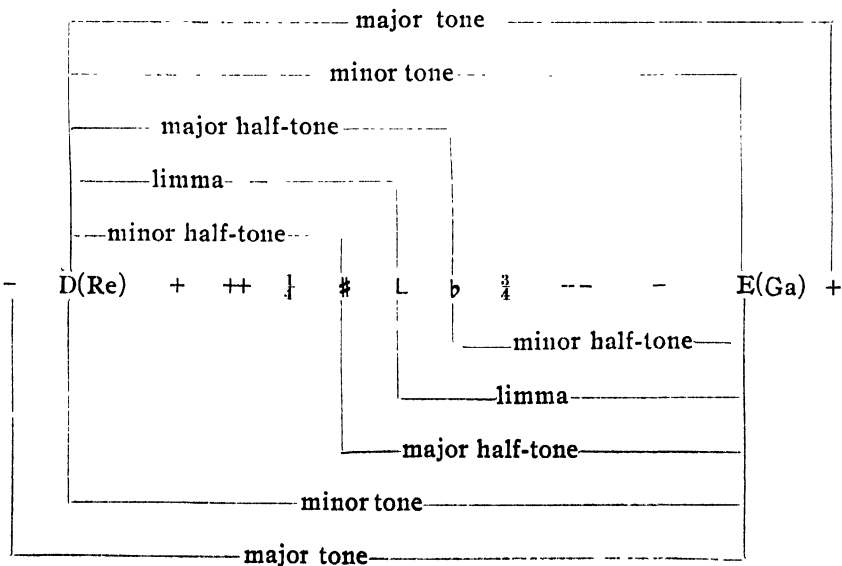 major tone
minor tone
major half-tone
limma
minor half-tone
- D(Re) + ++ ♯ L ♭ ¾ -- - E(Ga) +
minor half-tone
limma
major half-tone
minor tone
major tone